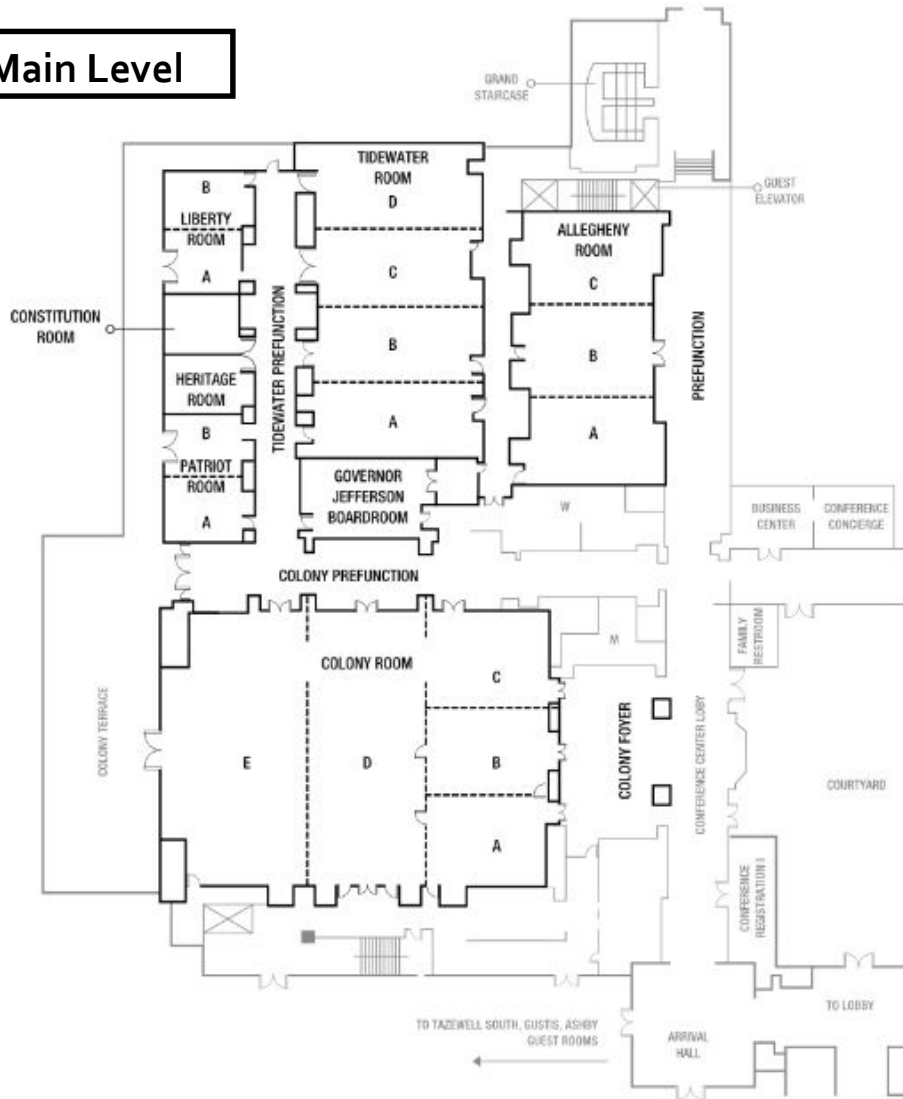 Main Level
GRAND
STAIRCASE
GUEST
ELEVATOR
TIDEWATER
ROOM
D
C
B
A
B
LIBERTY
ROOM
A
CONSTITUTION
ROOM
HERITAGE
ROOM
B
PATRIOT
ROOM
A
TIDEWATER PREFUNCTION
ALLEGHENY
ROOM
C
B
A
PREFUNCTION
GOVERNOR
JEFFERSON
BOARDROOM
W
BUSINESS
CENTER
CONFERENCE
CONCIERGE
COLONY PREFUNCTION
M
FAMILY
RESTROOM
COLONY ROOM
C
B
A
D
E
COLONY TERRACE
COLONY FOYER
CONFERENCE CENTER LOBY
COURTYARD
CONFERENCE
REGISTRATION I
TO LOBBY
TO TAZEWELL SOUTH, GUSTIS, ASHBY
GUEST ROOMS
ARRIVAL
HALL